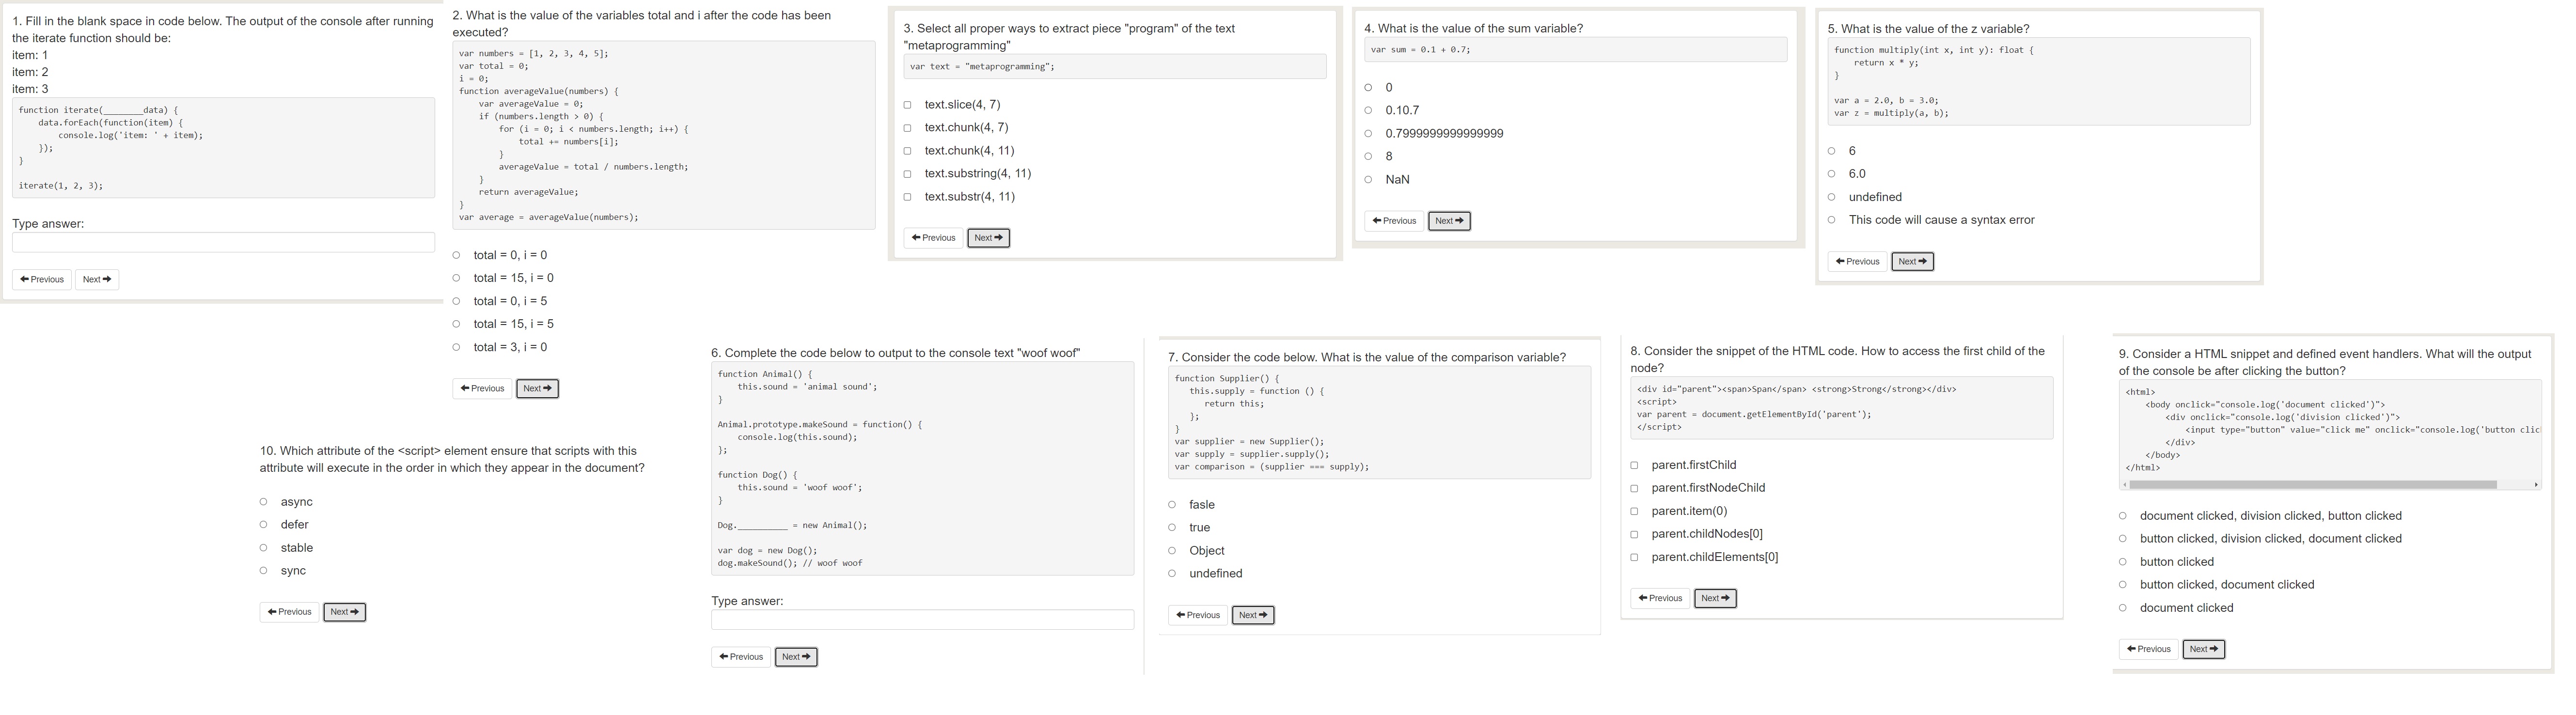 1. Fill in the blank space in code below. The output of the console after running
the iterate function should be:
item: 1
item: 2
item: 3
function iterate(________data) {
    data.forEach(function(item) {
        console.log('item: ' + item);
    });
}
iterate(1, 2, 3);
Type answer:
Previous Next
2. What is the value of the variables total and i after the code has been
executed?
var numbers = [1, 2, 3, 4, 5];
var total = 0;
i = 0;
function averageValue(numbers) {
    var averageValue = 0;
    if (numbers.length > 0) {
        for (i = 0; i < numbers.length; i++) {
            total += numbers[i];
        }
        averageValue = total / numbers.length;
    }
    return averageValue;
}
var average = averageValue(numbers);
total = 0, i = 0
total = 15, i = 0
total = 0, i = 5
total = 15, i = 5
total = 3, i = 0
Previous Next
3. Select all proper ways to extract piece "program" of the text
"metaprogramming"
var text = "metaprogramming";
text.slice(4, 7)
text.chunk(4, 7)
text.chunk(4, 11)
text.substring(4, 11)
text.substr(4, 11)
Previous Next
4. What is the value of the sum variable?
var sum = 0.1 + 0.7;
0
0.10.7
0.7999999999999999
8
NaN
Previous Next
5. What is the value of the z variable?
function multiply(int x, int y): float {
    return x * y;
}
var a = 2.0, b = 3.0;
var z = multiply(a, b);
6
6.0
undefined
This code will cause a syntax error
Previous Next
6. Complete the code below to output to the console text "woof woof"
function Animal() {
    this.sound = 'animal sound';
}
Animal.prototype.makeSound = function() {
    console.log(this.sound);
};
function Dog() {
    this.sound = 'woof woof';
}
Dog.__________ = new Animal();
var dog = new Dog();
dog.makeSound(); // woof woof
Type answer:
Previous Next
7. Consider the code below. What is the value of the comparison variable?
function Supplier() {
   this.supply = function () {
      return this;
   };
}
var supplier = new Supplier();
var supply = supplier.supply();
var comparison = (supplier === supply);
fasle
true
Object
undefined
Previous Next
8. Consider the snippet of the HTML code. How to access the first child of the
node?
<div id="parent"><span>Span</span> <strong>Strong</strong></div>
<script>
var parent = document.getElementById('parent');
</script>
parent.firstChild
parent.firstNodeChild
parent.item(0)
parent.childNodes[0]
parent.childElements[0]
Previous Next
9. Consider a HTML snippet and defined event handlers. What will the output
of the console be after clicking the button?
<html>
    <body onclick="console.log('document clicked')">
        <div onclick="console.log('division clicked')">
            <input type="button" value="click me" onclick="console.log('button clic
        </div>
    </body>
</html>
document clicked, division clicked, button clicked
button clicked, division clicked, document clicked
button clicked
button clicked, document clicked
document clicked
Previous Next
10. Which attribute of the <script> element ensure that scripts with this
attribute will execute in the order in which they appear in the document?
async
defer
stable
sync
Previous Next